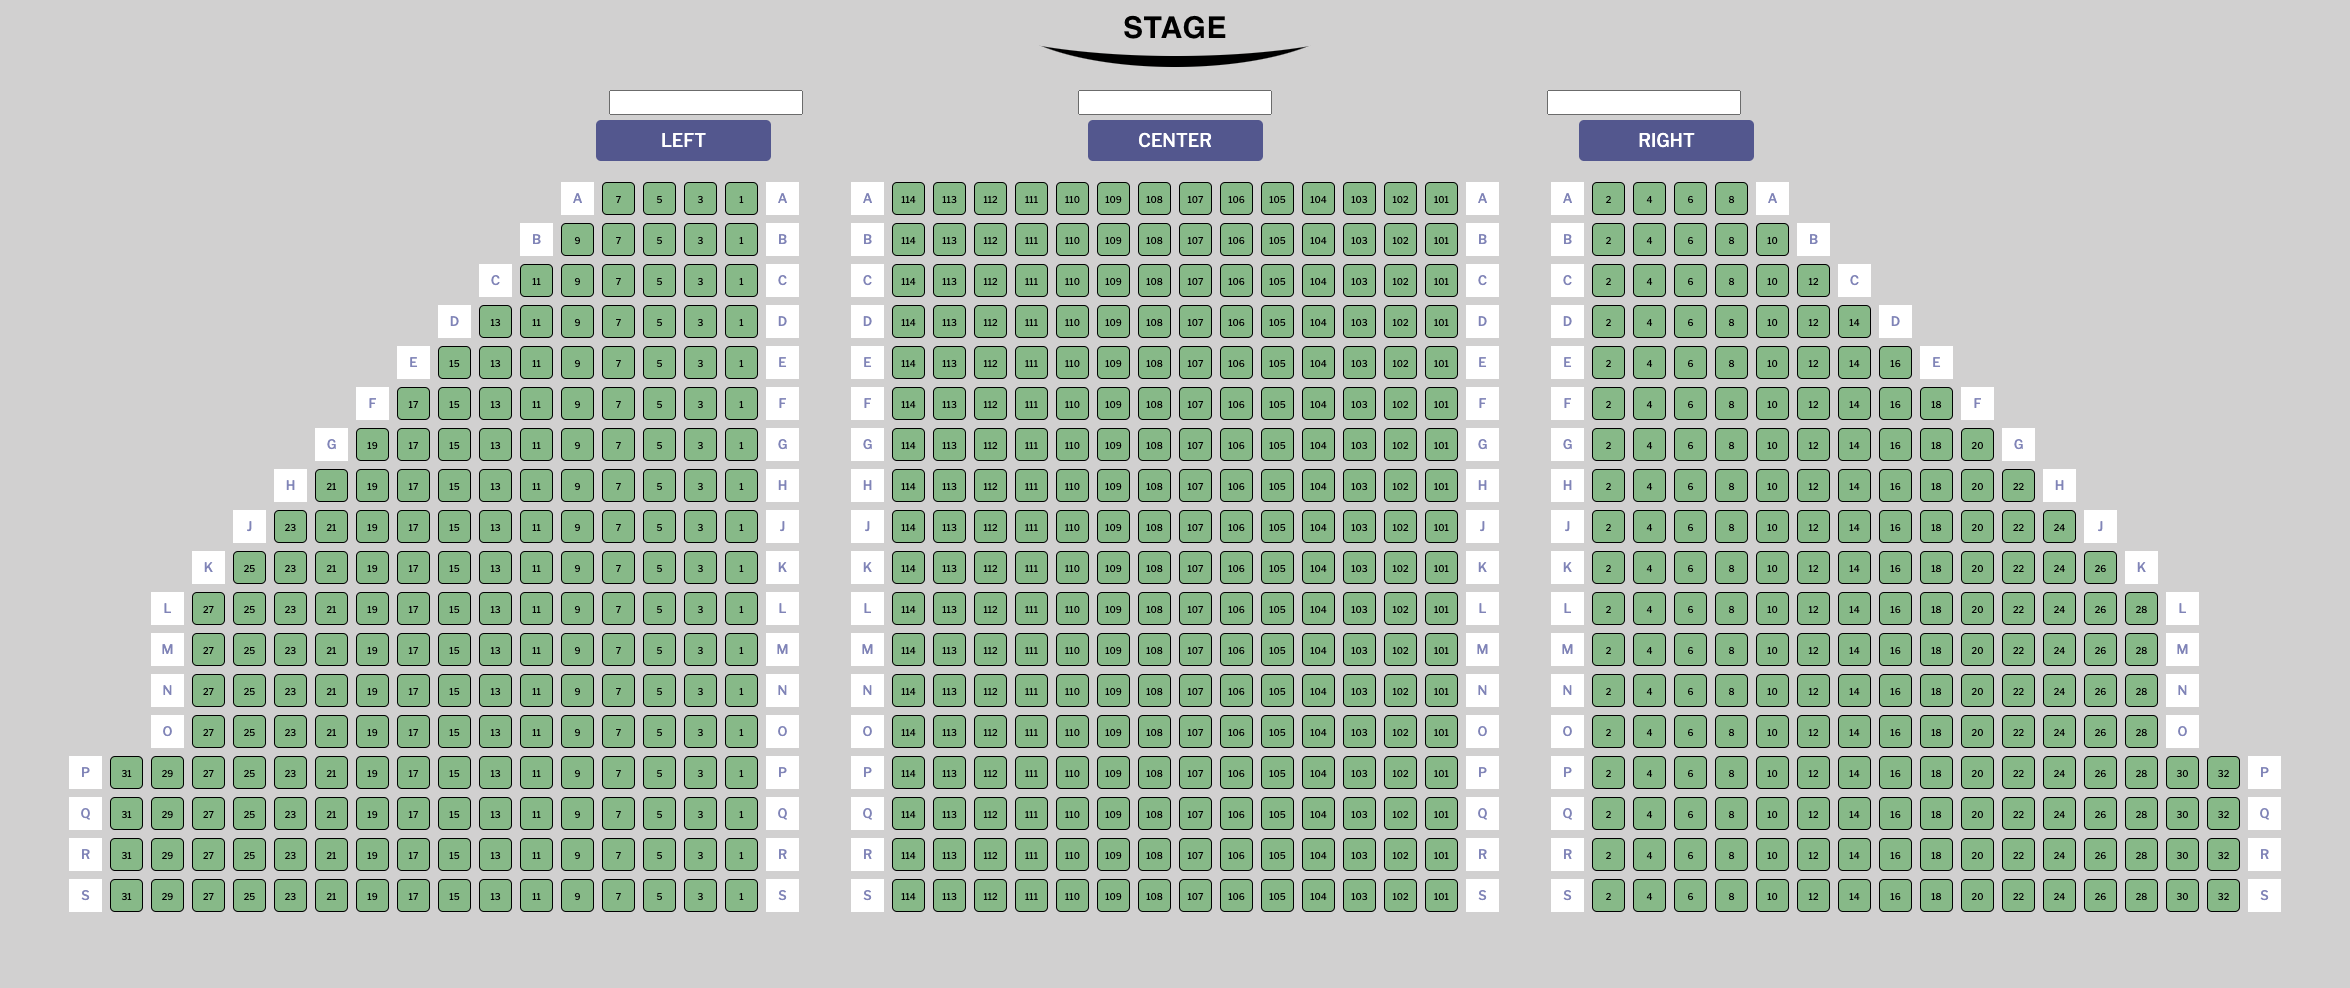 STAGE
LEFT CENTER RIGHT
A 7 5 3 1 A A 114 113 112 111 110 109 108 107 106 105 104 103 102 101 A A 2 4 6 8 A
B 9 7 5 3 1 B B 114 113 112 111 110 109 108 107 106 105 104 103 102 101 B B 2 4 6 8 10 B
C 11 9 7 5 3 1 C C 114 113 112 111 110 109 108 107 106 105 104 103 102 101 C C 2 4 6 8 10 12 C
D 13 11 9 7 5 3 1 D D 114 113 112 111 110 109 108 107 106 105 104 103 102 101 D D 2 4 6 8 10 12 14 D
E 15 13 11 9 7 5 3 1 E E 114 113 112 111 110 109 108 107 106 105 104 103 102 101 E E 2 4 6 8 10 12 14 16 E
F 17 15 13 11 9 7 5 3 1 F F 114 113 112 111 110 109 108 107 106 105 104 103 102 101 F F 2 4 6 8 10 12 14 16 18 F
G 19 17 15 13 11 9 7 5 3 1 G G 114 113 112 111 110 109 108 107 106 105 104 103 102 101 G G 2 4 6 8 10 12 14 16 18 20 G
H 21 19 17 15 13 11 9 7 5 3 1 H H 114 113 112 111 110 109 108 107 106 105 104 103 102 101 H H 2 4 6 8 10 12 14 16 18 20 22 H
J 23 21 19 17 15 13 11 9 7 5 3 1 J J 114 113 112 111 110 109 108 107 106 105 104 103 102 101 J J 2 4 6 8 10 12 14 16 18 20 22 24 J
K 25 23 21 19 17 15 13 11 9 7 5 3 1 K K 114 113 112 111 110 109 108 107 106 105 104 103 102 101 K K 2 4 6 8 10 12 14 16 18 20 22 24 26 K
L 27 25 23 21 19 17 15 13 11 9 7 5 3 1 L L 114 113 112 111 110 109 108 107 106 105 104 103 102 101 L L 2 4 6 8 10 12 14 16 18 20 22 24 26 28 L
M 27 25 23 21 19 17 15 13 11 9 7 5 3 1 M M 114 113 112 111 110 109 108 107 106 105 104 103 102 101 M M 2 4 6 8 10 12 14 16 18 20 22 24 26 28 M
N 27 25 23 21 19 17 15 13 11 9 7 5 3 1 N N 114 113 112 111 110 109 108 107 106 105 104 103 102 101 N N 2 4 6 8 10 12 14 16 18 20 22 24 26 28 N
O 27 25 23 21 19 17 15 13 11 9 7 5 3 1 O O 114 113 112 111 110 109 108 107 106 105 104 103 102 101 O O 2 4 6 8 10 12 14 16 18 20 22 24 26 28 O
P 31 29 27 25 23 21 19 17 15 13 11 9 7 5 3 1 P P 114 113 112 111 110 109 108 107 106 105 104 103 102 101 P P 2 4 6 8 10 12 14 16 18 20 22 24 26 28 30 32 P
Q 31 29 27 25 23 21 19 17 15 13 11 9 7 5 3 1 Q Q 114 113 112 111 110 109 108 107 106 105 104 103 102 101 Q Q 2 4 6 8 10 12 14 16 18 20 22 24 26 28 30 32 Q
R 31 29 27 25 23 21 19 17 15 13 11 9 7 5 3 1 R R 114 113 112 111 110 109 108 107 106 105 104 103 102 101 R R 2 4 6 8 10 12 14 16 18 20 22 24 26 28 30 32 R
S 31 29 27 25 23 21 19 17 15 13 11 9 7 5 3 1 S S 114 113 112 111 110 109 108 107 106 105 104 103 102 101 S S 2 4 6 8 10 12 14 16 18 20 22 24 26 28 30 32 S